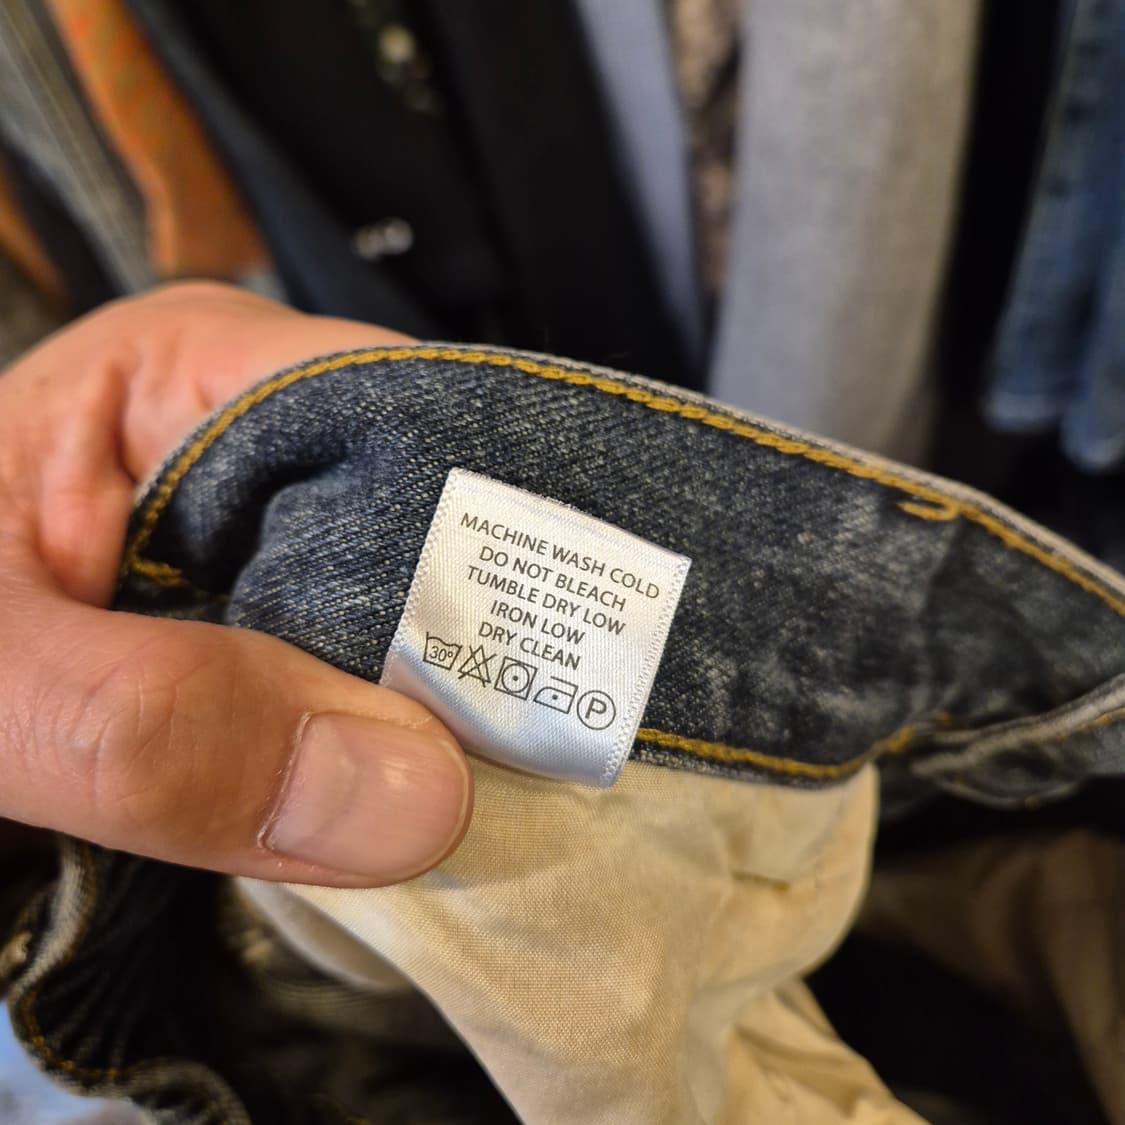 MACHINE WASH COLD
DO NOT BLEACH
TUMBLE DRY LOW
IRON LOW
DRY CLEAN
30° P